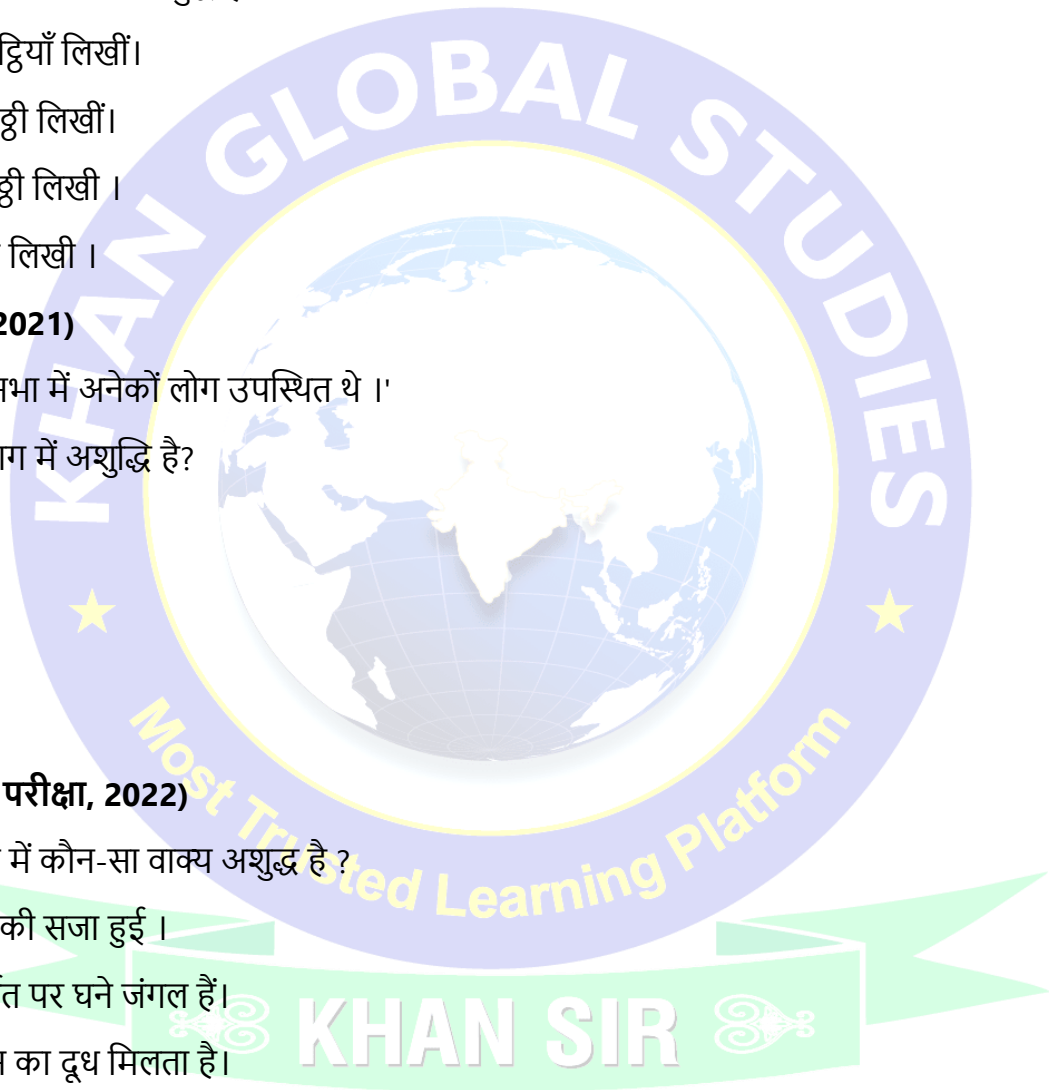 ट्ठियाँ लिखीं।
ठ्ठी लिखीं।
ठ्ठी लिखी ।
लिखी ।
2021)
सभा में अनेकों लोग उपस्थित थे ।'
भाग में अशुद्धि है?
परीक्षा, 2022)
में कौन-सा वाक्य अशुद्ध है ?
की सजा हुई ।
पर घने जंगल हैं।
का दूध मिलता है।
KHAN GLOBAL STUDIES
Most Trusted Learning Platform
KHAN SIR